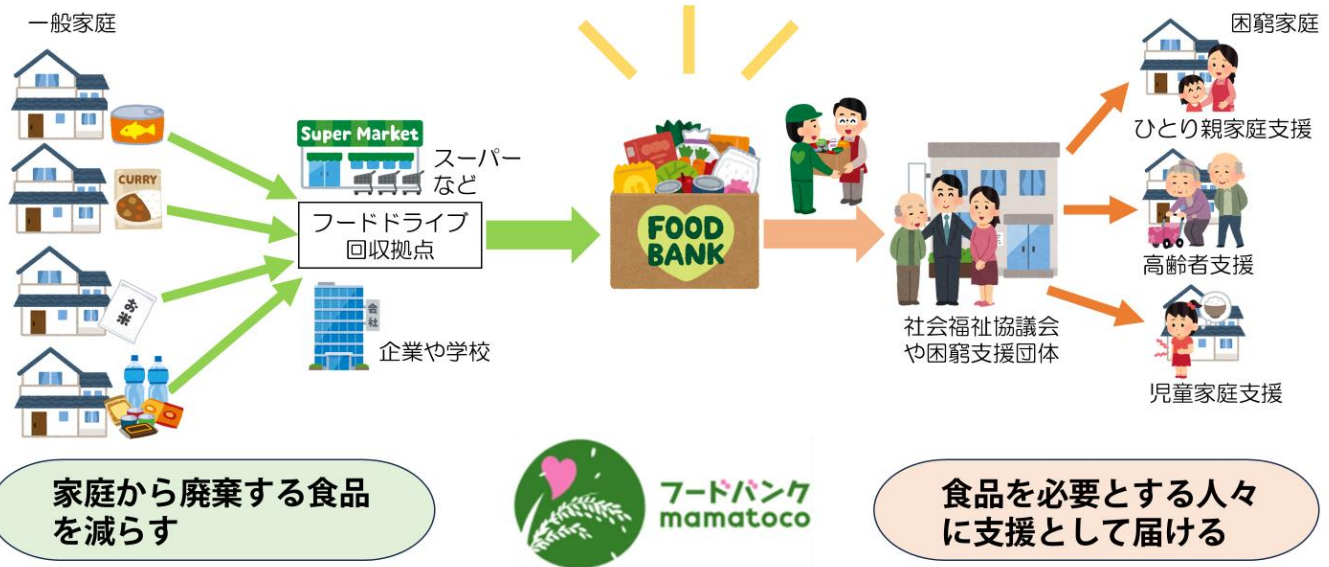 一般家庭
困窮家庭
CURRY
お米
Super Market
スーパー
など
フードドライブ
回収拠点
会社
企業や学校
FOOD
BANK
社会福祉協議会
や困窮支援団体
ひとり親家庭支援
高齢者支援
児童家庭支援
家庭から廃棄する食品
を減らす
フードバンク
mamatoco
食品を必要とする人々
に支援として届ける